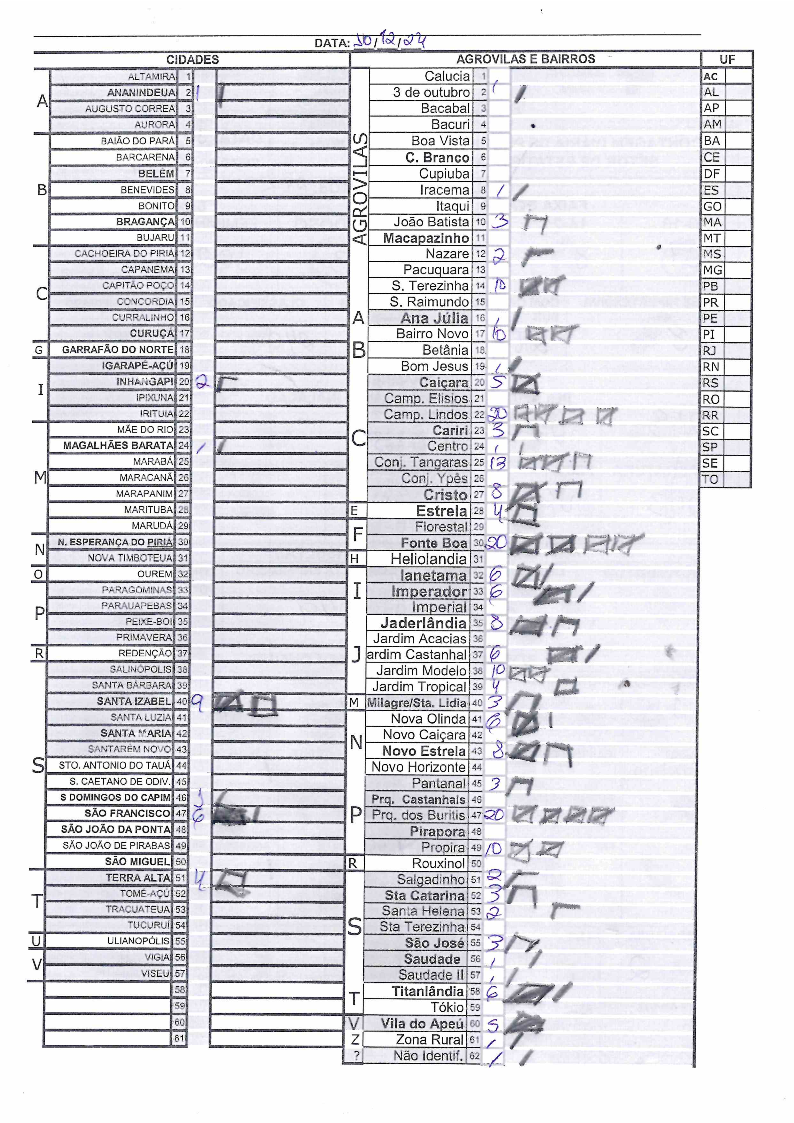 DATA: 30/12/24
CIDADES
A
ALTAMIRA 1
ANANINDEUA 2 1
AUGUSTO CORREA 3
AURORA 4
B
BAIÃO DO PARÁ 5
BARCARENA 6
BELÉM 7
BENEVIDES 8
BONITO 9
BRAGANÇA 10
BUJARU 11
C
CACHOEIRA DO PIRIA 12
CAPANEMA 13
CAPITÃO POÇO 14
CONCORDIA 15
CURRALINHO 16
CURUÇA 17
G GARRAFÃO DO NORTE 18
I
IGARAPÉ-AÇÚ 19
INHANGAPI 20 2
IPIXUNA 21
IRITUIA 22
M
MÃE DO RIO 23
MAGALHÃES BARATA 24 1
MARABÁ 25
MARACANÃ 26
MARAPANIM 27
MARITUBA 28
MARUDÁ 29
N
N. ESPERANÇA DO PIRIA 30
NOVA TIMBOTEUA 31
O OUREM 32
P
PARAGOMINAS 33
PARAUAPEBAS 34
PEIXE-BOI 35
PRIMAVERA 36
R REDENÇÃO 37
S
SALINÓPOLIS 38
SANTA BÁRBARA 39
SANTA IZABEL 40 9
SANTA LUZIA 41
SANTA MARIA 42
SANTARÉM NOVO 43
STO. ANTONIO DO TAUÁ 44
S. CAETANO DE ODIV. 45
S DOMINGOS DO CAPIM 46 1
SÃO FRANCISCO 47 6
SÃO JOÃO DA PONTA 48
SÃO JOÃO DE PIRABAS 49
SÃO MIGUEL 50
T
TERRA ALTA 51 4
TOMÉ-AÇÚ 52
TRACUATEUA 53
TUCURUÍ 54
U ULIANOPÓLIS 55
V
VIGIA 56
VISEU 57
58
59
60
61
AGROVILAS E BAIRROS
AGROVILAS
Calucia 1
3 de outubro 2 1
Bacabal 3
Bacuri 4
Boa Vista 5
C. Branco 6
Cupiuba 7
Iracema 8 1
Itaqui 9
João Batista 10 3
Macapazinho 11
Nazare 12 2
Pacuquara 13
S. Terezinha 14 10
S. Raimundo 15
A Ana Júlia 16 1
B
Bairro Novo 17 10
Betânia 18
Bom Jesus 19 1
C
Caiçara 20 5
Camp. Elisios 21
Camp. Lindos 22 20
Cariri 23 3
Centro 24 1
Conj. Tangaras 25 13
Conj. Ypês 26
Cristo 27 8
E Estrela 28 4
F
Florestal 29
Fonte Boa 30 20
H Heliolandia 31
I
Ianetama 32 6
Imperador 33 6
Imperial 34
J
Jaderlândia 35 8
Jardim Acacias 36
ardim Castanhal 37 6
Jardim Modelo 38 10
Jardim Tropical 39 4
M Milagre/Sta. Lidia 40 3
N
Nova Olinda 41 6
Novo Caiçara 42
Novo Estrela 43 8
Novo Horizonte 44
P
Pantanal 45 3
Prq. Castanhais 46
Prq. dos Buritis 47 20
Pirapora 48
Propira 49 10
R Rouxinol 50
S
Salgadinho 51 2
Sta Catarina 52 3
Santa Helena 53 2
Sta Terezinha 54
São José 55 3
Saudade 56 1
Saudade II 57 1
T
Titanlândia 58 6
Tókio 59
V Vila do Apeú 60 5
Z Zona Rural 61 1
? Não Identif. 62 1
UF
AC
AL
AP
AM
BA
CE
DF
ES
GO
MA
MT
MS
MG
PB
PR
PE
PI
RJ
RN
RS
RO
RR
SC
SP
SE
TO